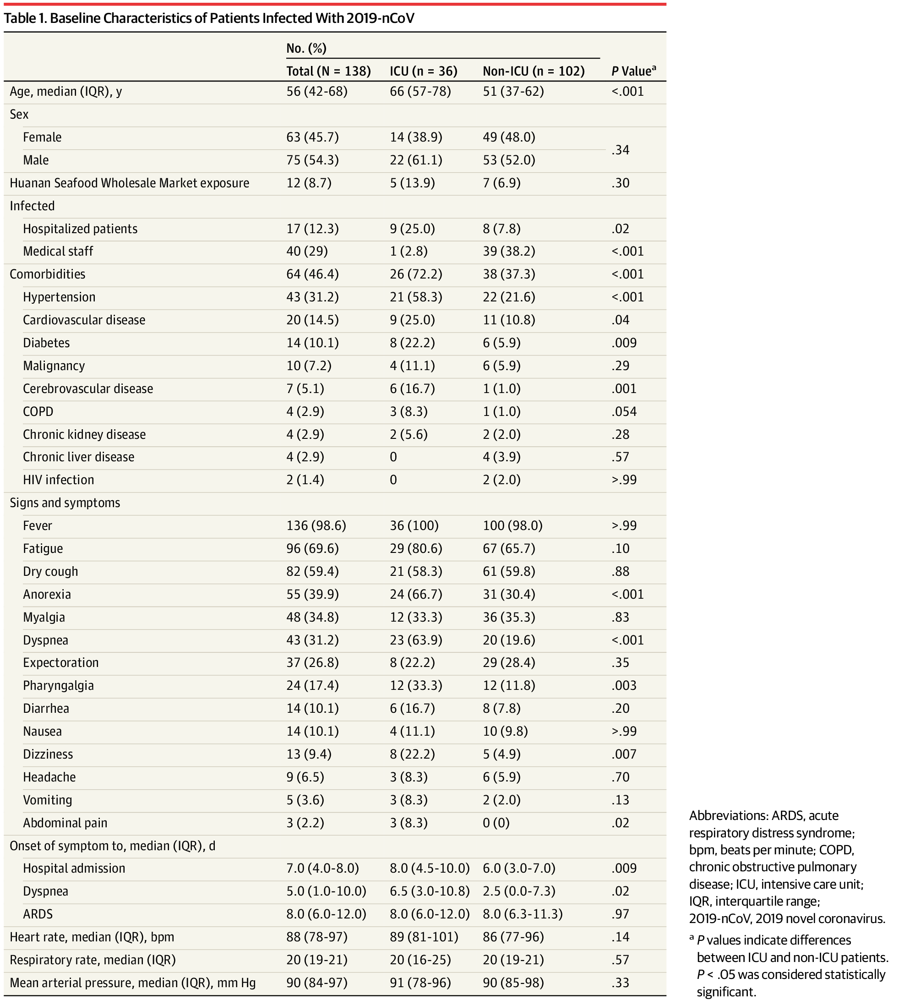 Table 1. Baseline Characteristics of Patients Infected With 2019-nCoV
No. (%)
Total (N = 138) ICU (n = 36) Non-ICU (n = 102) P Valueᵃ
Age, median (IQR), y 56 (42-68) 66 (57-78) 51 (37-62) <.001
Sex
Female 63 (45.7) 14 (38.9) 49 (48.0)
.34
Male 75 (54.3) 22 (61.1) 53 (52.0)
Huanan Seafood Wholesale Market exposure 12 (8.7) 5 (13.9) 7 (6.9) .30
Infected
Hospitalized patients 17 (12.3) 9 (25.0) 8 (7.8) .02
Medical staff 40 (29) 1 (2.8) 39 (38.2) <.001
Comorbidities 64 (46.4) 26 (72.2) 38 (37.3) <.001
Hypertension 43 (31.2) 21 (58.3) 22 (21.6) <.001
Cardiovascular disease 20 (14.5) 9 (25.0) 11 (10.8) .04
Diabetes 14 (10.1) 8 (22.2) 6 (5.9) .009
Malignancy 10 (7.2) 4 (11.1) 6 (5.9) .29
Cerebrovascular disease 7 (5.1) 6 (16.7) 1 (1.0) .001
COPD 4 (2.9) 3 (8.3) 1 (1.0) .054
Chronic kidney disease 4 (2.9) 2 (5.6) 2 (2.0) .28
Chronic liver disease 4 (2.9) 0 4 (3.9) .57
HIV infection 2 (1.4) 0 2 (2.0) >.99
Signs and symptoms
Fever 136 (98.6) 36 (100) 100 (98.0) >.99
Fatigue 96 (69.6) 29 (80.6) 67 (65.7) .10
Dry cough 82 (59.4) 21 (58.3) 61 (59.8) .88
Anorexia 55 (39.9) 24 (66.7) 31 (30.4) <.001
Myalgia 48 (34.8) 12 (33.3) 36 (35.3) .83
Dyspnea 43 (31.2) 23 (63.9) 20 (19.6) <.001
Expectoration 37 (26.8) 8 (22.2) 29 (28.4) .35
Pharyngalgia 24 (17.4) 12 (33.3) 12 (11.8) .003
Diarrhea 14 (10.1) 6 (16.7) 8 (7.8) .20
Nausea 14 (10.1) 4 (11.1) 10 (9.8) >.99
Dizziness 13 (9.4) 8 (22.2) 5 (4.9) .007
Headache 9 (6.5) 3 (8.3) 6 (5.9) .70
Vomiting 5 (3.6) 3 (8.3) 2 (2.0) .13
Abdominal pain 3 (2.2) 3 (8.3) 0 (0) .02
Onset of symptom to, median (IQR), d
Hospital admission 7.0 (4.0-8.0) 8.0 (4.5-10.0) 6.0 (3.0-7.0) .009
Dyspnea 5.0 (1.0-10.0) 6.5 (3.0-10.8) 2.5 (0.0-7.3) .02
ARDS 8.0 (6.0-12.0) 8.0 (6.0-12.0) 8.0 (6.3-11.3) .97
Heart rate, median (IQR), bpm 88 (78-97) 89 (81-101) 86 (77-96) .14
Respiratory rate, median (IQR) 20 (19-21) 20 (16-25) 20 (19-21) .57
Mean arterial pressure, median (IQR), mm Hg 90 (84-97) 91 (78-96) 90 (85-98) .33
Abbreviations: ARDS, acute
respiratory distress syndrome;
bpm, beats per minute; COPD,
chronic obstructive pulmonary
disease; ICU, intensive care unit;
IQR, interquartile range;
2019-nCoV, 2019 novel coronavirus.
ᵃ P values indicate differences
between ICU and non-ICU patients.
P < .05 was considered statistically
significant.